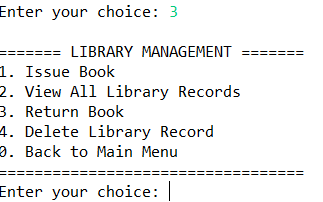 Enter your choice: 3
======= LIBRARY MANAGEMENT =======
1. Issue Book
2. View All Library Records
3. Return Book
4. Delete Library Record
0. Back to Main Menu
==================================
Enter your choice: